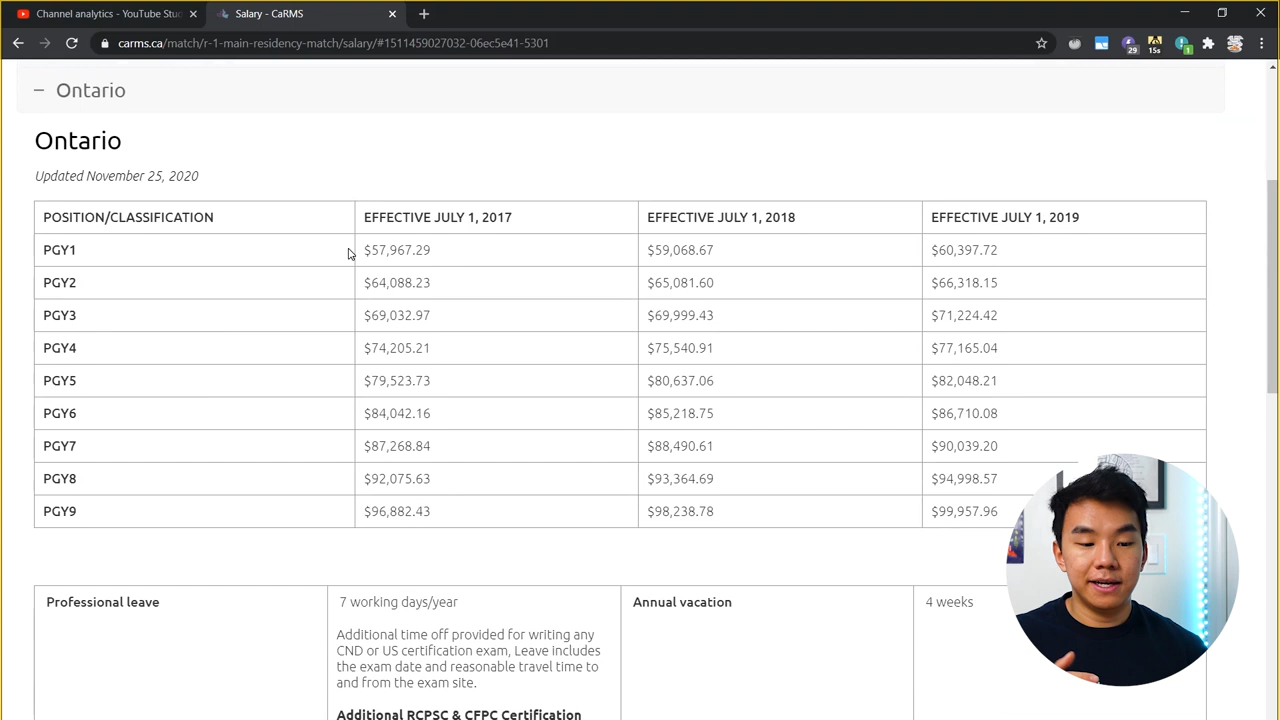 Channel analytics - YouTube Stu
Salary - CaRMS
carms.ca/match/r-1-main-residency-match/salary/#1511459027032-06ec5e41-5301
29
15s
1
− Ontario
Ontario
Updated November 25, 2020
POSITION/CLASSIFICATION EFFECTIVE JULY 1, 2017 EFFECTIVE JULY 1, 2018 EFFECTIVE JULY 1, 2019
PGY1 $57,967.29 $59,068.67 $60,397.72
PGY2 $64,088.23 $65,081.60 $66,318.15
PGY3 $69,032.97 $69,999.43 $71,224.42
PGY4 $74,205.21 $75,540.91 $77,165.04
PGY5 $79,523.73 $80,637.06 $82,048.21
PGY6 $84,042.16 $85,218.75 $86,710.08
PGY7 $87,268.84 $88,490.61 $90,039.20
PGY8 $92,075.63 $93,364.69 $94,998.57
PGY9 $96,882.43 $98,238.78 $99,957.96
Professional leave 7 working days/year Annual vacation 4 weeks
Additional time off provided for writing any
CND or US certification exam, Leave includes
the exam date and reasonable travel time to
and from the exam site.
Additional RCPSC & CFPC Certification